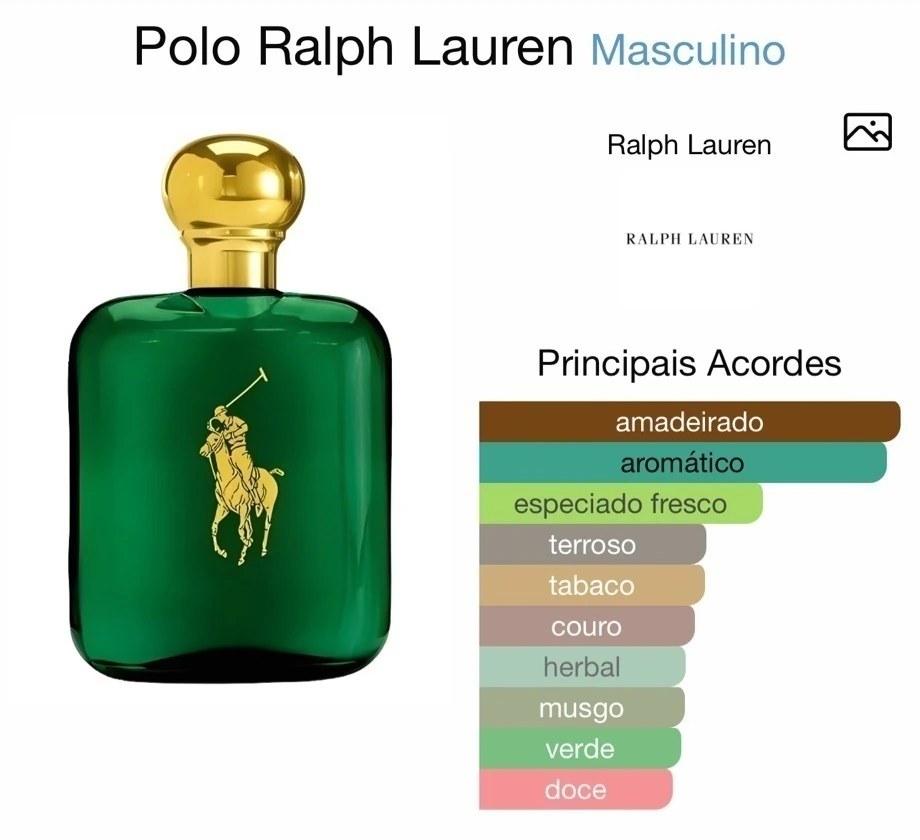 Polo Ralph Lauren Masculino
Ralph Lauren
RALPH LAUREN
Principais Acordes
amadeirado
aromático
especiado fresco
terroso
tabaco
couro
herbal
musgo
verde
doce